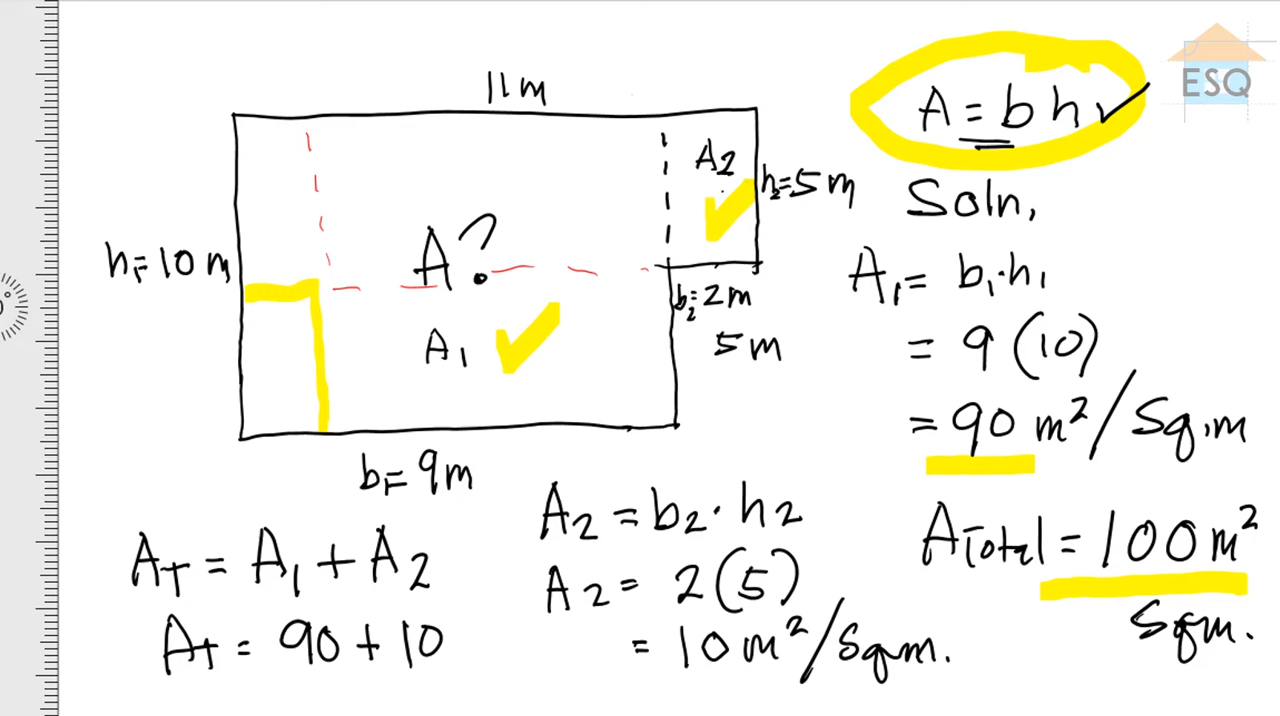 ESQ
11m
A = bh
A2
h2=5m
Soln,
h1=10m
A?
A1 = b1·h1
b2=2m
A1
5m
= 9(10)
= 90 m²/Sq.m
b1=9m
A2 = b2·h2
ATotal = 100m²
AT = A1 + A2
A2 = 2(5)
Sqm.
AT = 90 + 10
= 10m²/Sqm.